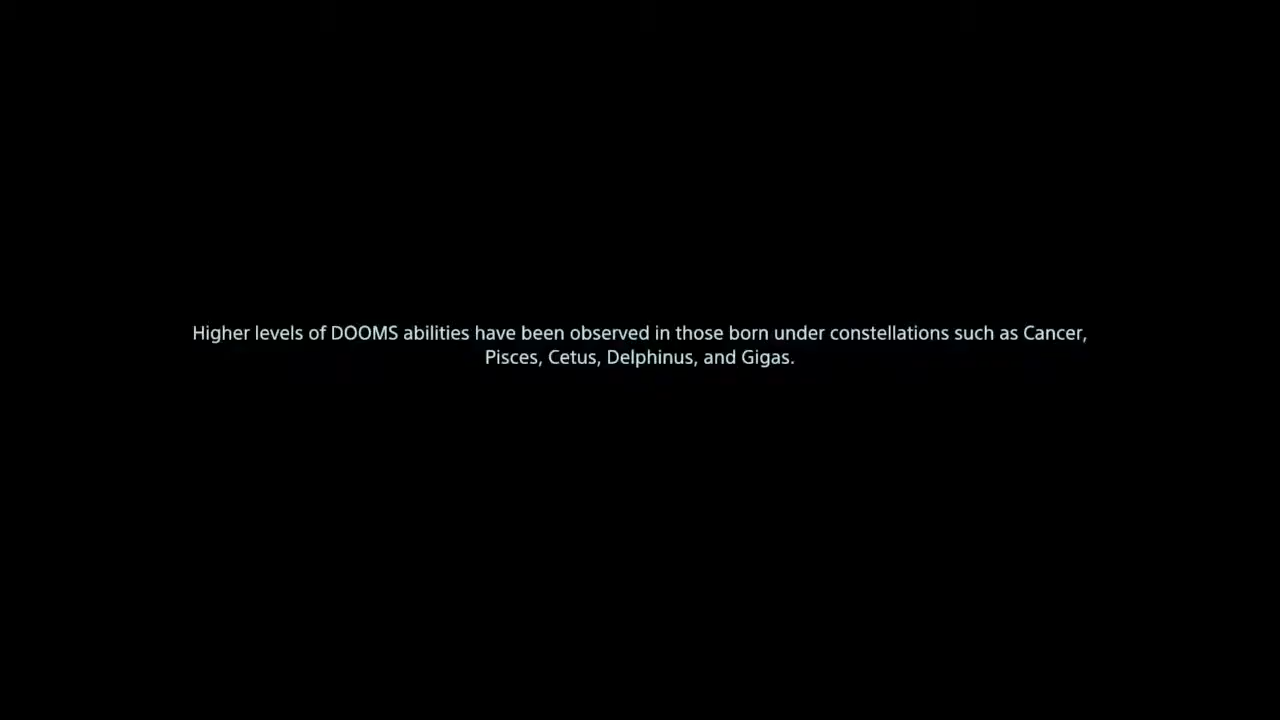 Higher levels of DOOMS abilities have been observed in those born under constellations such as Cancer,
Pisces, Cetus, Delphinus, and Gigas.